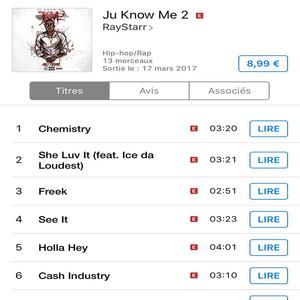 Ju Know Me 2 E
RayStarr >
Hip-hop/Rap
13 morceaux
Sortie le : 17 mars 2017
8,99 €
Titres Avis Associés
1 Chemistry E 03:20 LIRE
2 She Luv It (feat. Ice da
Loudest) E 03:21 LIRE
3 Freek E 02:51 LIRE
4 See It E 03:23 LIRE
5 Holla Hey E 04:01 LIRE
6 Cash Industry E 03:10 LIRE